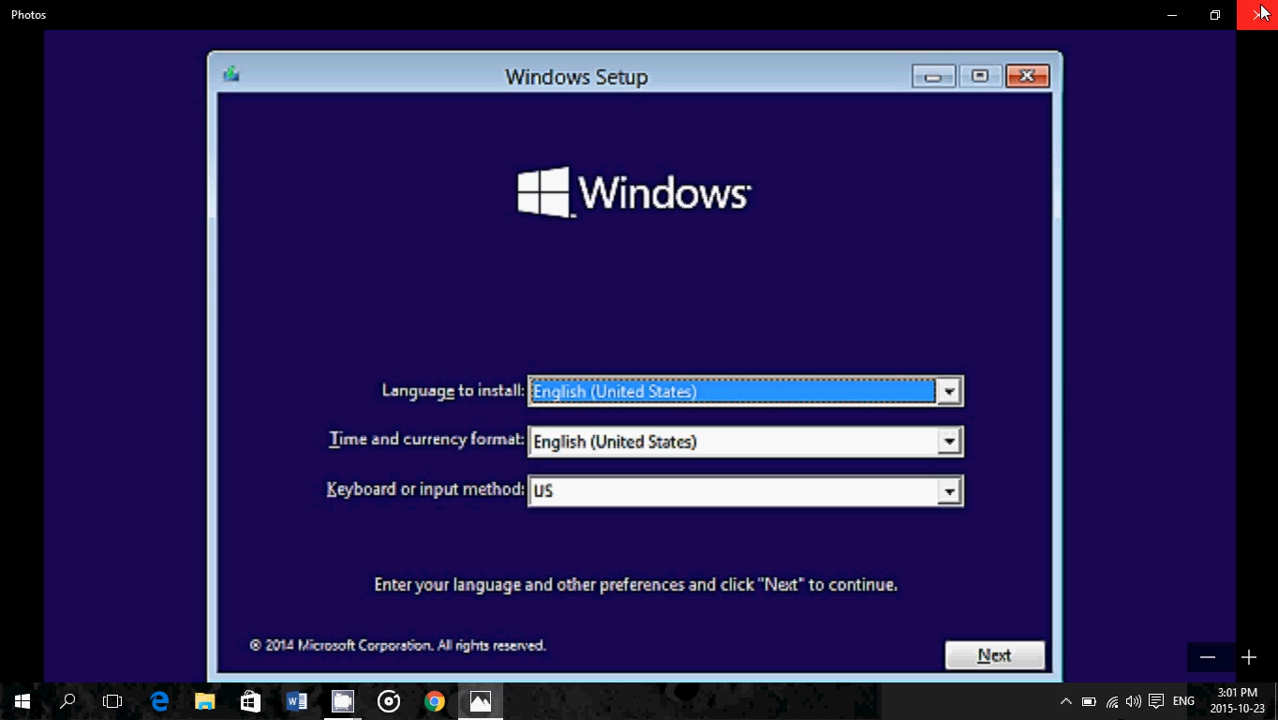 Photos
Windows Setup
Windows
Language to install: English (United States)
Time and currency format: English (United States)
Keyboard or input method: US
Enter your language and other preferences and click "Next" to continue.
© 2014 Microsoft Corporation. All rights reserved.
Next
ENG
3:01 PM
2015-10-23